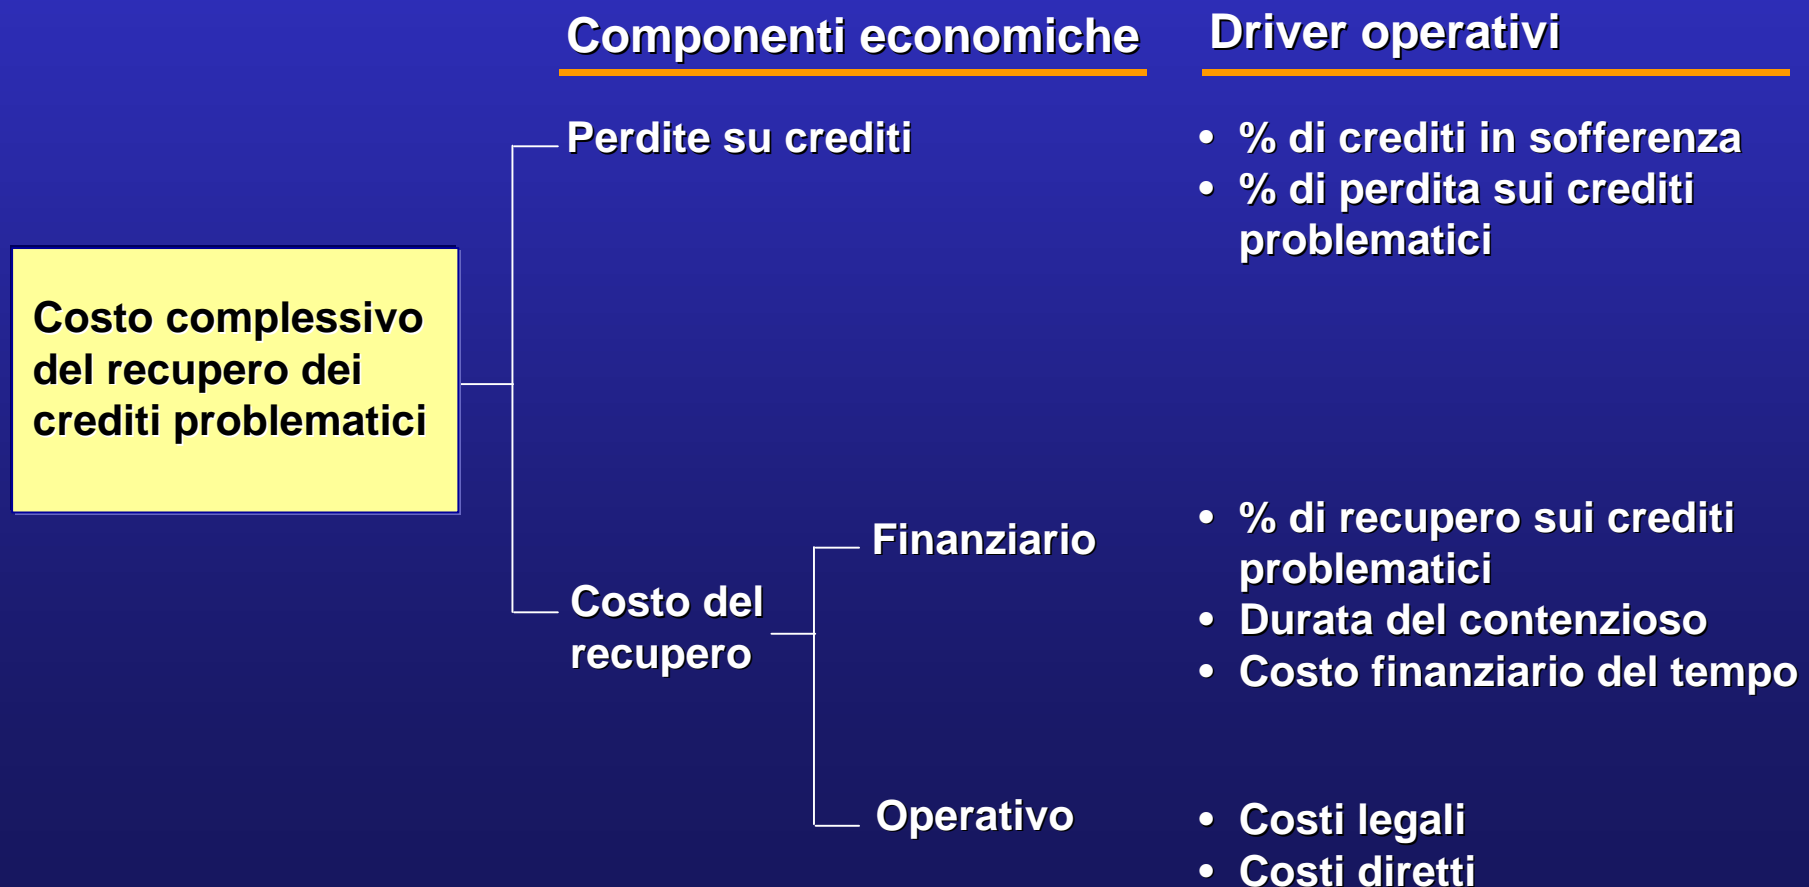 Componenti economiche
Driver operativi
Perdite su crediti
• % di crediti in sofferenza
• % di perdita sui crediti
problematici
Costo complessivo
del recupero dei
crediti problematici
Finanziario
• % di recupero sui crediti
problematici
• Durata del contenzioso
• Costo finanziario del tempo
Costo del
recupero
Operativo
• Costi legali
• Costi diretti